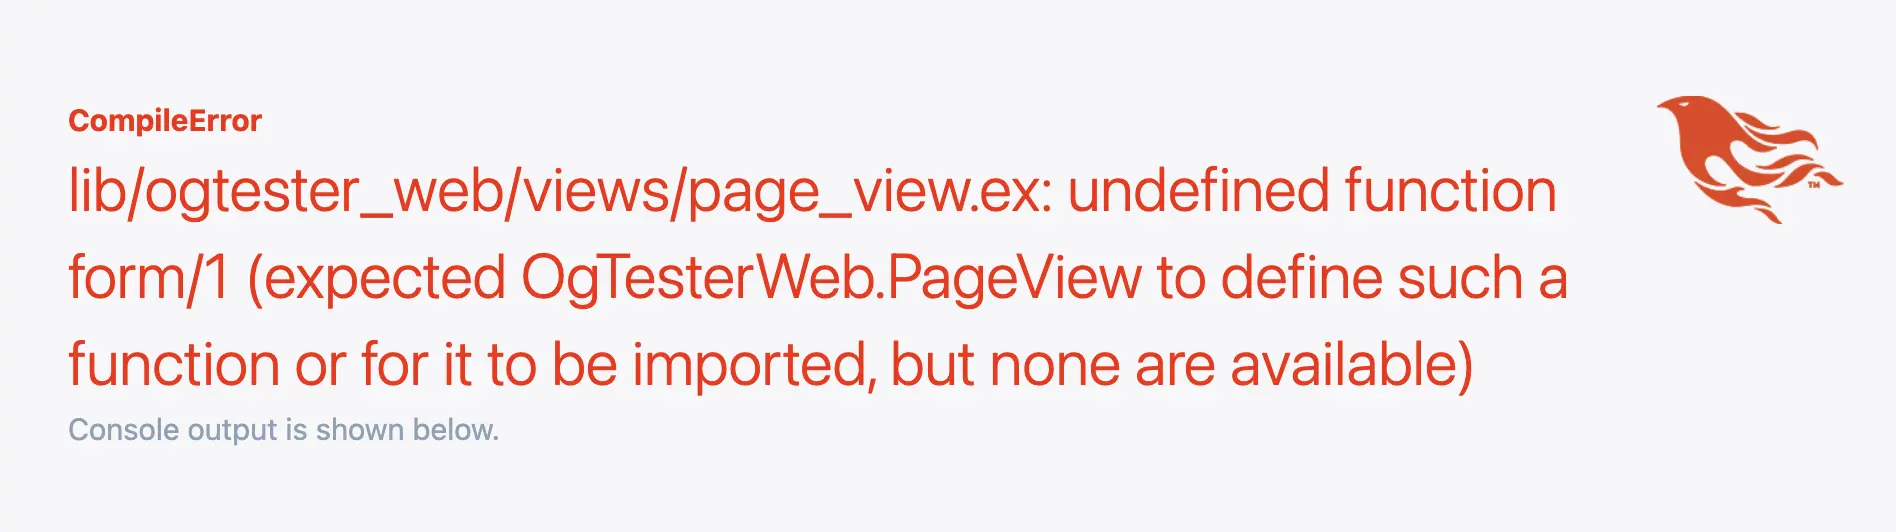 CompileError
lib/ogtester_web/views/page_view.ex: undefined function
form/1 (expected OgTesterWeb.PageView to define such a
function or for it to be imported, but none are available)
Console output is shown below.
TM